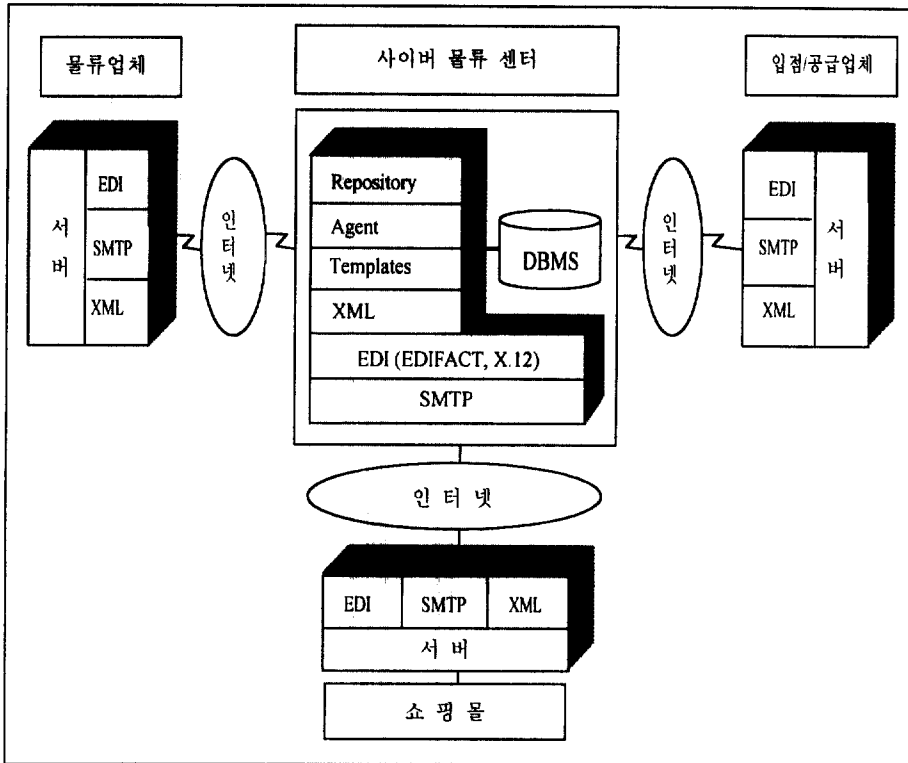 물류업체
사이버 물류 센터
입점/공급업체
서버
EDI
SMTP
XML
인터넷
Repository
Agent
Templates
XML
EDI (EDIFACT, X.12)
SMTP
DBMS
인터넷
EDI
SMTP
XML
서버
인터넷
EDI
SMTP
XML
서버
쇼핑몰